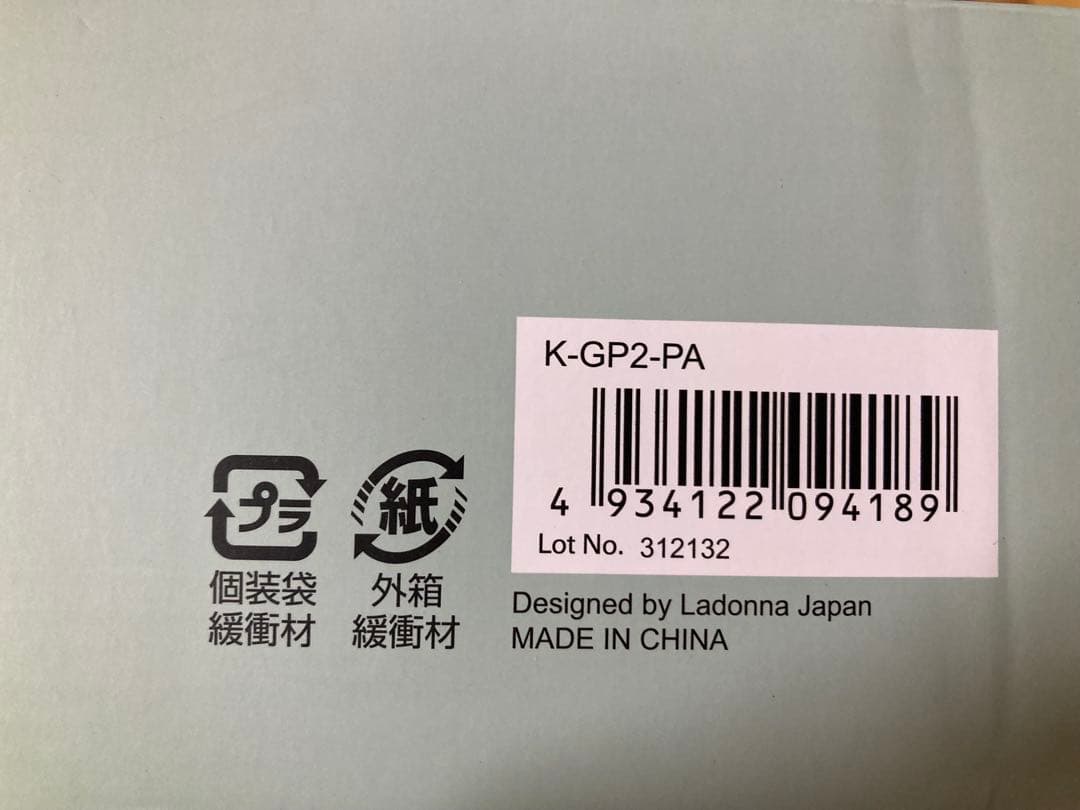 K-GP2-PA
4 934122 094189
Lot No. 312132
プラ
個装袋
緩衝材
紙
外箱
緩衝材
Designed by Ladonna Japan
MADE IN CHINA